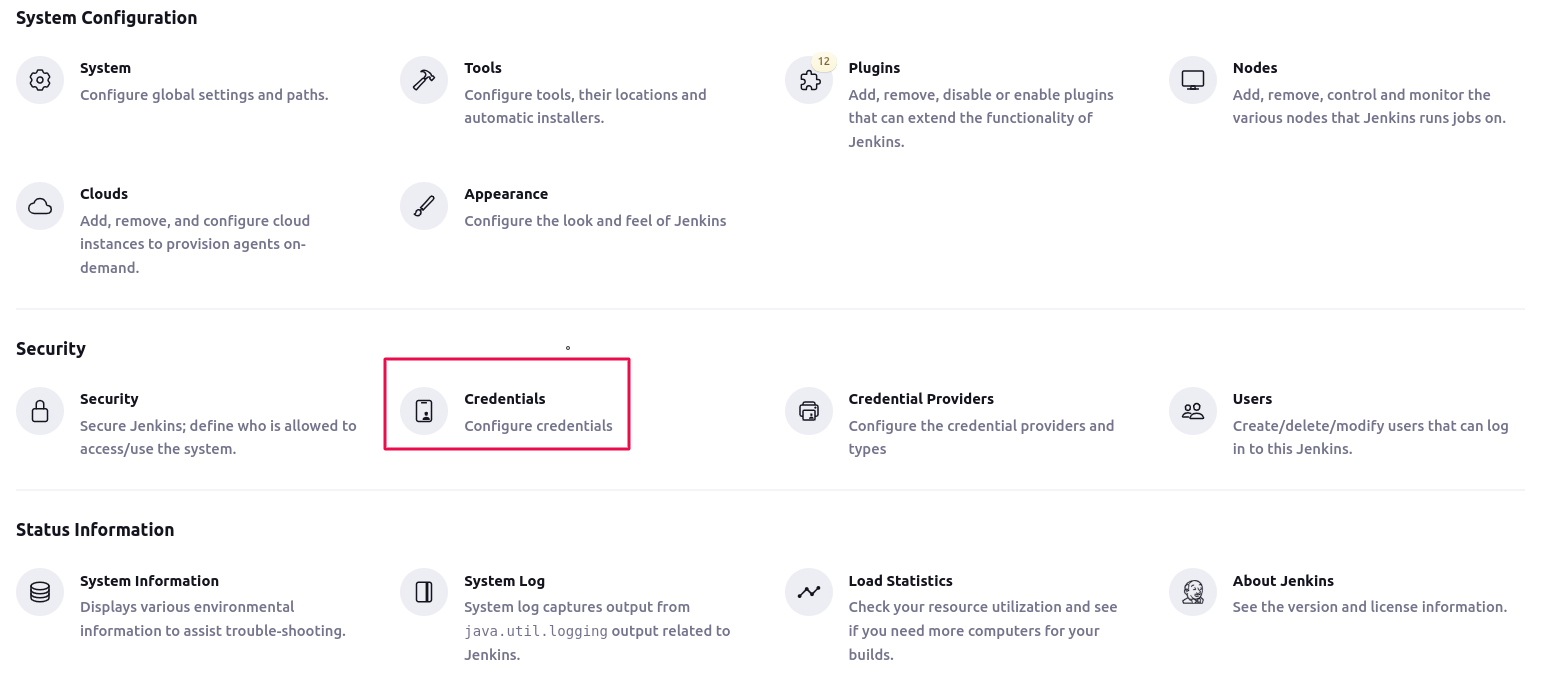 System Configuration
System
Configure global settings and paths.
Tools
Configure tools, their locations and
automatic installers.
12
Plugins
Add, remove, disable or enable plugins
that can extend the functionality of
Jenkins.
Nodes
Add, remove, control and monitor the
various nodes that Jenkins runs jobs on.
Clouds
Add, remove, and configure cloud
instances to provision agents on-
demand.
Appearance
Configure the look and feel of Jenkins
Security
Security
Secure Jenkins; define who is allowed to
access/use the system.
Credentials
Configure credentials
Credential Providers
Configure the credential providers and
types
Users
Create/delete/modify users that can log
in to this Jenkins.
Status Information
System Information
Displays various environmental
information to assist trouble-shooting.
System Log
System log captures output from
java.util.logging output related to
Jenkins.
Load Statistics
Check your resource utilization and see
if you need more computers for your
builds.
About Jenkins
See the version and license information.